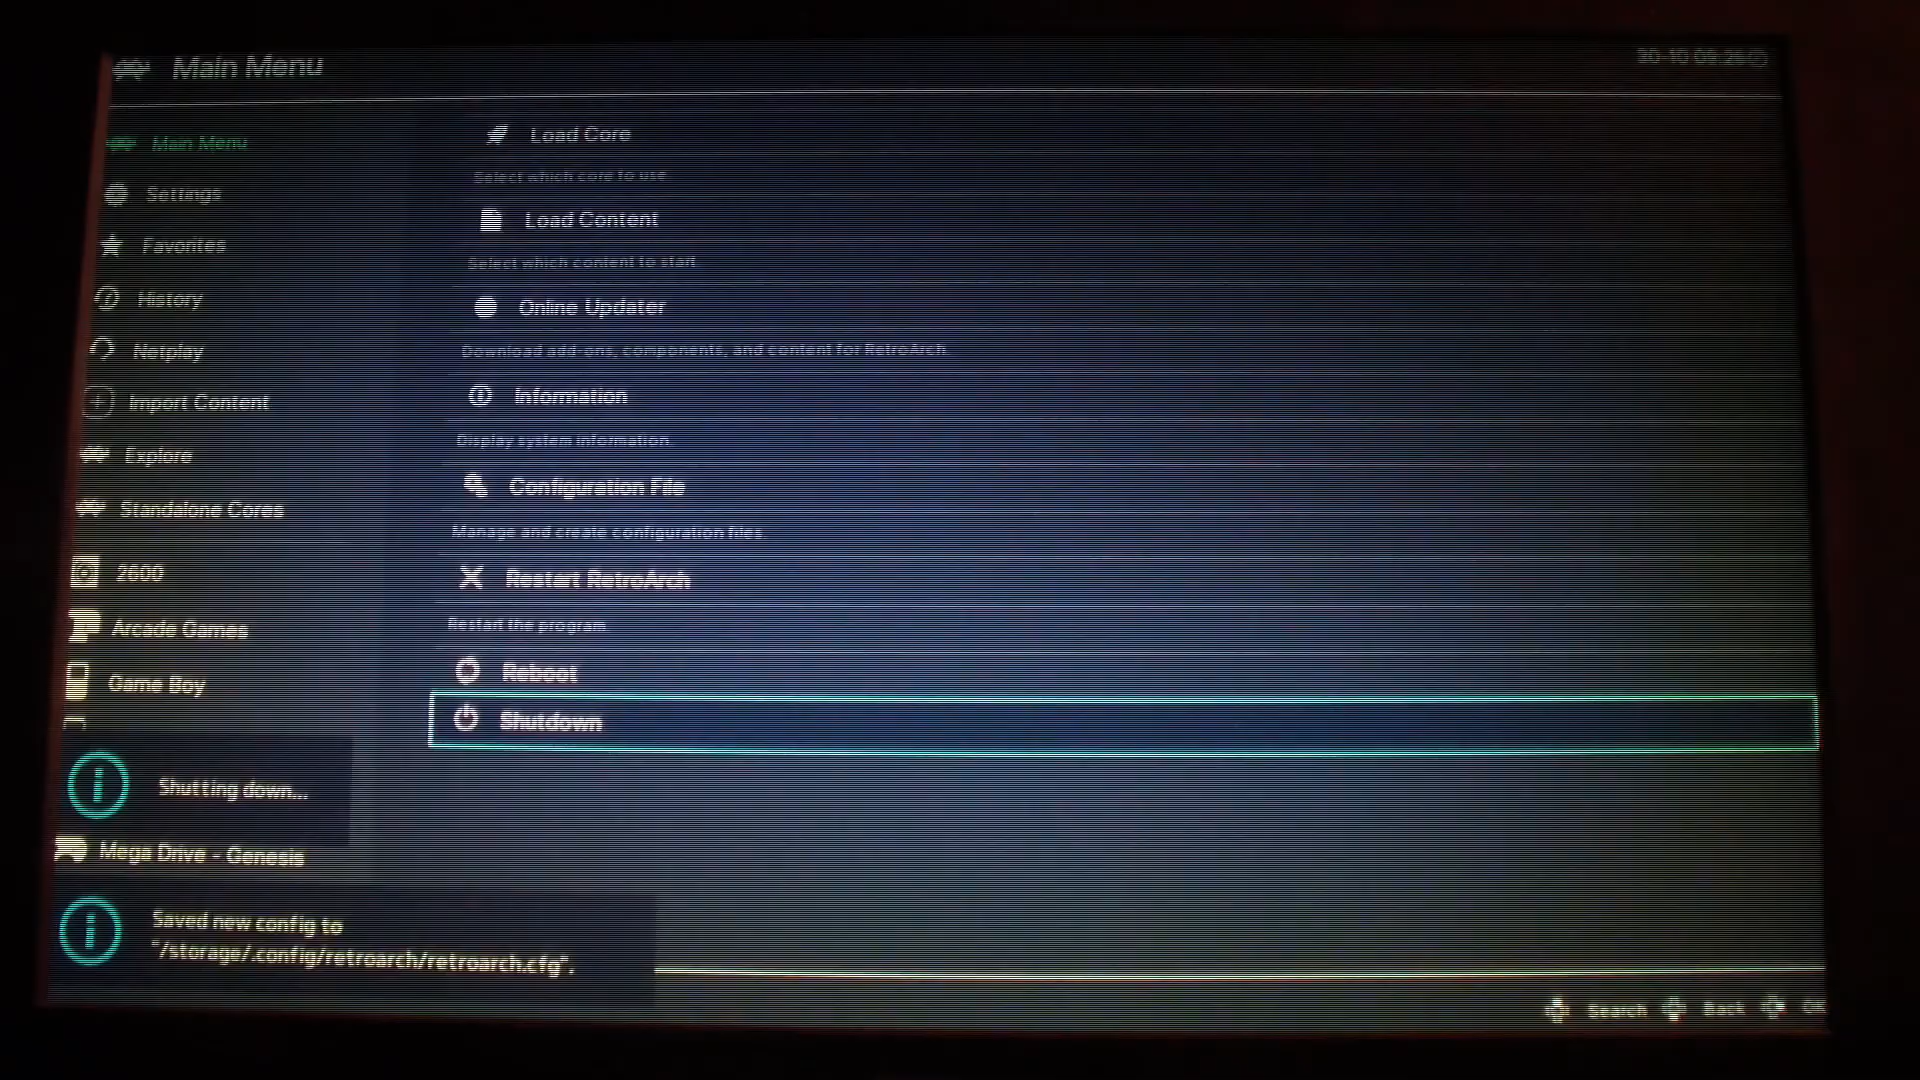 Main Menu
Main Menu
Settings
Favorites
History
Netplay
Import Content
Explore
Standalone Cores
2600
Arcade Games
Game Boy
Shutting down...
Mega Drive - Genesis
Saved new config to
"/storage/.config/retroarch/retroarch.cfg".
Load Core
Select which core to use.
Load Content
Select which content to start.
Online Updater
Download add-ons, components, and content for RetroArch.
Information
Display system information.
Configuration File
Manage and create configuration files.
Restart RetroArch
Restart the program.
Reboot
Shutdown
Search
Back
OK